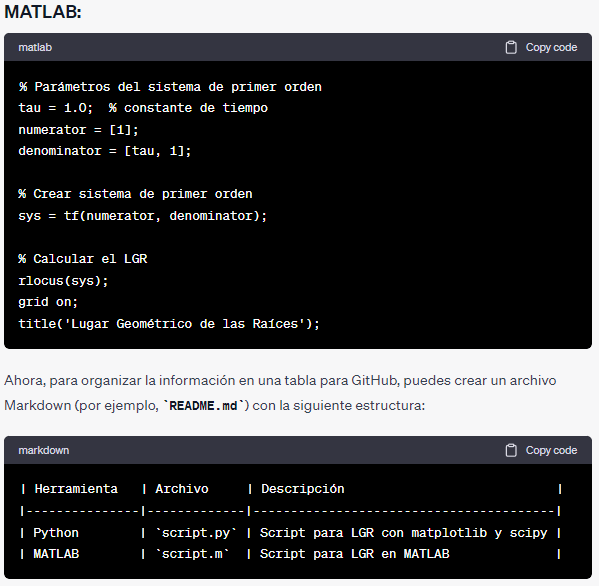 MATLAB:
matlab
Copy code
% Parámetros del sistema de primer orden
tau = 1.0;  % constante de tiempo
numerator = [1];
denominator = [tau, 1];
% Crear sistema de primer orden
sys = tf(numerator, denominator);
% Calcular el LGR
rlocus(sys);
grid on;
title('Lugar Geométrico de las Raíces');
Ahora, para organizar la información en una tabla para GitHub, puedes crear un archivo
Markdown (por ejemplo, `README.md`) con la siguiente estructura:
markdown
Copy code
| Herramienta   | Archivo     | Descripción                           |
|---------------|-------------|---------------------------------------|
| Python        | `script.py` | Script para LGR con matplotlib y scipy |
| MATLAB        | `script.m`  | Script para LGR en MATLAB             |